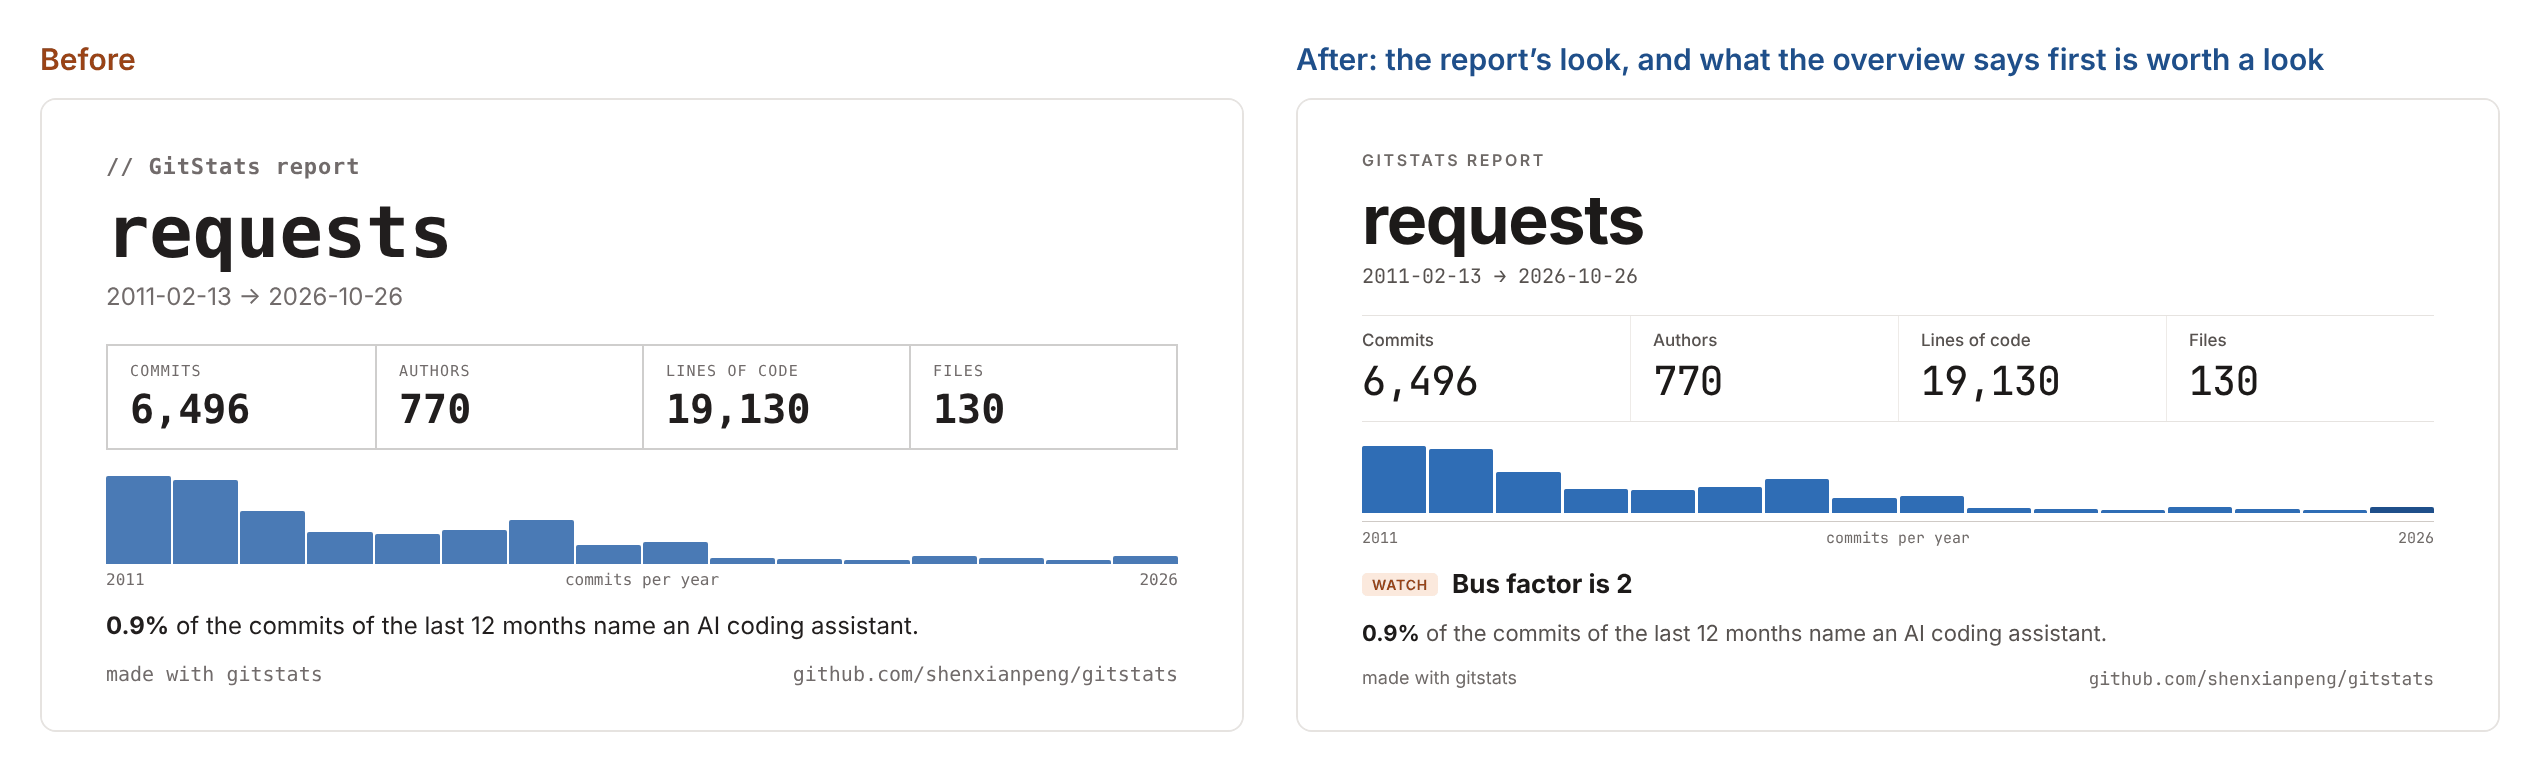 Before
// GitStats report
requests
2011-02-13 → 2026-10-26
COMMITS
6,496
AUTHORS
770
LINES OF CODE
19,130
FILES
130
2011 commits per year 2026
0.9% of the commits of the last 12 months name an AI coding assistant.
made with gitstats github.com/shenxianpeng/gitstats
After: the report’s look, and what the overview says first is worth a look
GITSTATS REPORT
requests
2011-02-13 → 2026-10-26
Commits
6,496
Authors
770
Lines of code
19,130
Files
130
2011 commits per year 2026
WATCH Bus factor is 2
0.9% of the commits of the last 12 months name an AI coding assistant.
made with gitstats github.com/shenxianpeng/gitstats